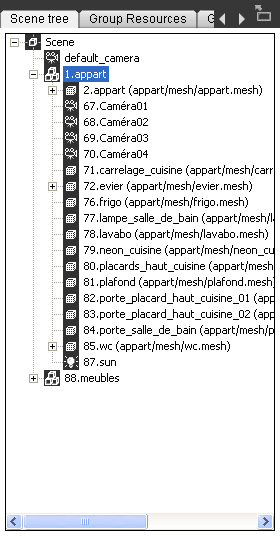 Scene tree Group Resources G
Scene
default_camera
1.appart
2.appart (appart/mesh/appart.mesh)
67.Caméra01
68.Caméra02
69.Caméra03
70.Caméra04
71.carrelage_cuisine (appart/mesh/carr
72.evier (appart/mesh/evier.mesh)
76.frigo (appart/mesh/frigo.mesh)
77.lampe_salle_de_bain (appart/mesh/l
78.lavabo (appart/mesh/lavabo.mesh)
79.neon_cuisine (appart/mesh/neon_cu
80.placards_haut_cuisine (appart/mesh
81.plafond (appart/mesh/plafond.mesh)
82.porte_placard_haut_cuisine_01 (app
83.porte_placard_haut_cuisine_02 (app
84.porte_salle_de_bain (appart/mesh/p
85.wc (appart/mesh/wc.mesh)
87.sun
88.meubles